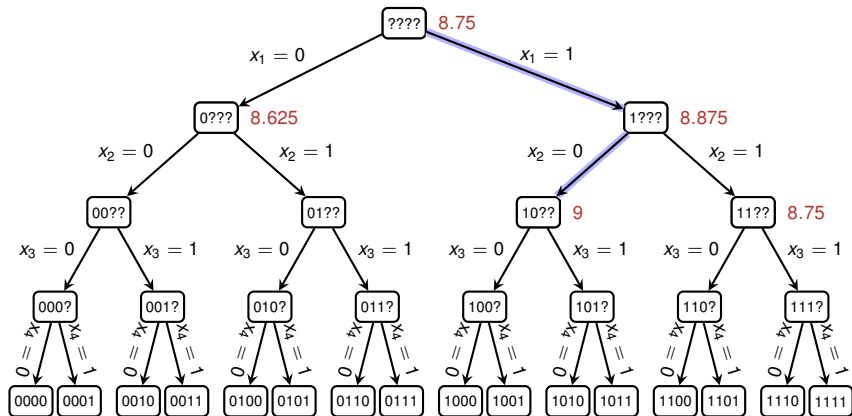 ???? 8.75
x₁ = 0 x₁ = 1
0??? 8.625 1??? 8.875
x₂ = 0 x₂ = 1 x₂ = 0 x₂ = 1
00?? 01?? 10?? 9 11?? 8.75
x₃ = 0 x₃ = 1 x₃ = 0 x₃ = 1 x₃ = 0 x₃ = 1 x₃ = 0 x₃ = 1
000? 001? 010? 011? 100? 101? 110? 111?
x₄ = 0 x₄ = 1 x₄ = 0 x₄ = 1 x₄ = 0 x₄ = 1 x₄ = 0 x₄ = 1 x₄ = 0 x₄ = 1 x₄ = 0 x₄ = 1 x₄ = 0 x₄ = 1 x₄ = 0 x₄ = 1
0000 0001 0010 0011 0100 0101 0110 0111 1000 1001 1010 1011 1100 1101 1110 1111